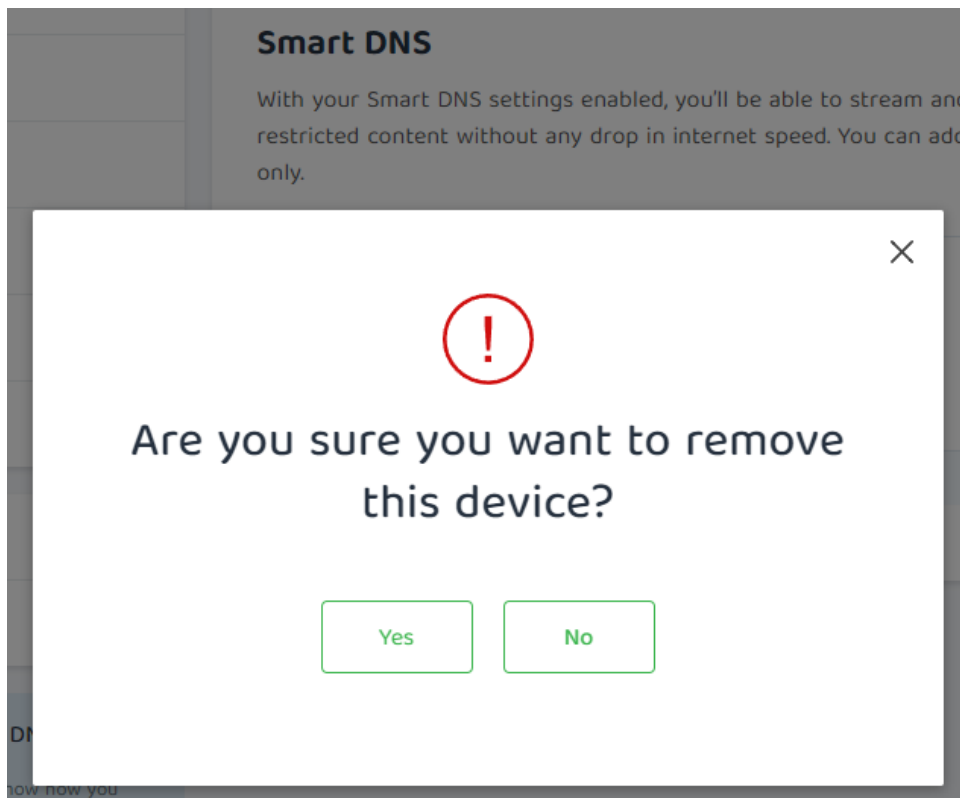 Smart DNS
With your Smart DNS settings enabled, you'll be able to stream and
restricted content without any drop in internet speed. You can add
only.
!
Are you sure you want to remove
this device?
Yes No
how you